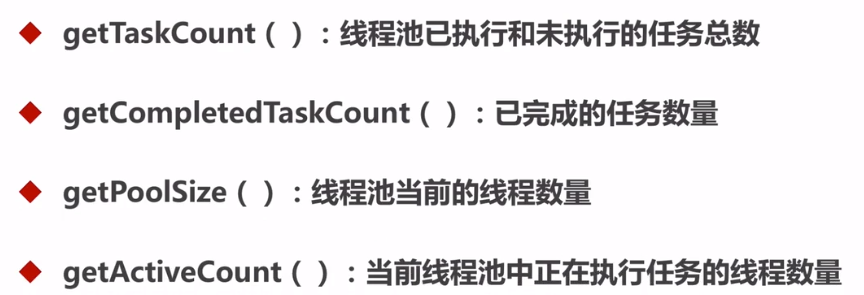 getTaskCount（ ）：线程池已执行和未执行的任务总数
getCompletedTaskCount（ ）：已完成的任务数量
getPoolSize（ ）：线程池当前的线程数量
getActiveCount（ ）：当前线程池中正在执行任务的线程数量